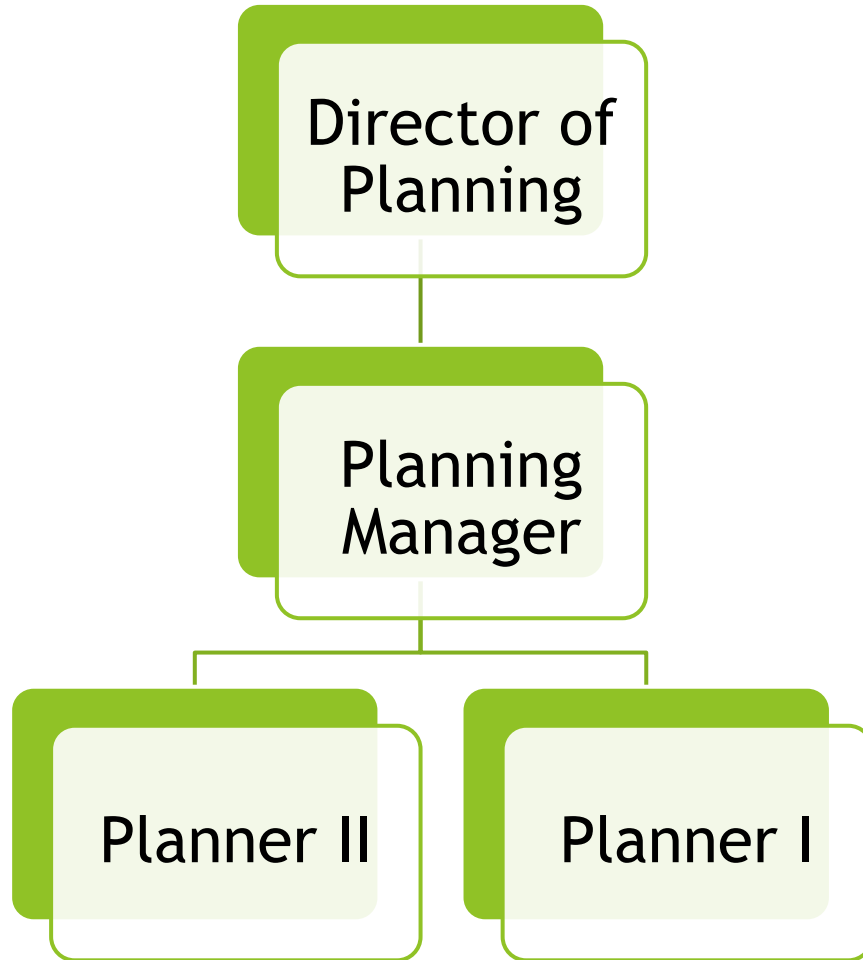 Director of
Planning
Planning
Manager
Planner II
Planner I